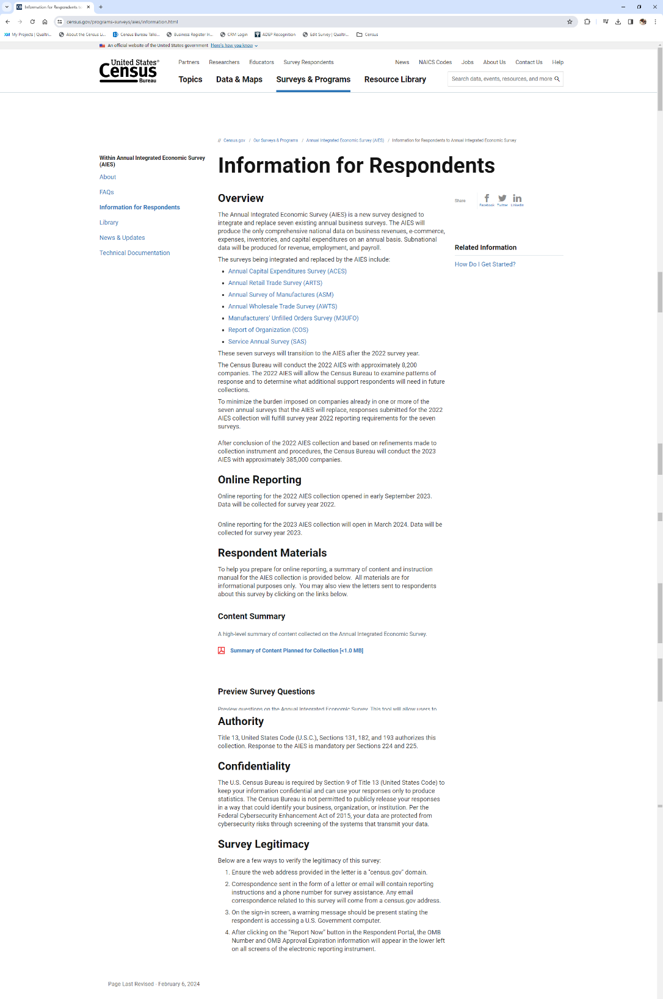 Information for Respondents to
census.gov/programs-surveys/aies/information.html
My Projects | Qualtri...
About the Census Li...
Census Bureau Talki...
Business Register In...
CRM Login
ADEP Recognition
Edit Survey | Qualtri...
Census
An official website of the United States government Here's how you know
United States®
Census
Bureau
Partners Researchers Educators Survey Respondents
News NAICS Codes Jobs About Us Contact Us Help
Topics Data & Maps Surveys & Programs Resource Library
Search data, events, resources, and more
// Census.gov / Our Surveys & Programs / Annual Integrated Economic Survey (AIES) / Information for Respondents to Annual Integrated Economic Survey
Within Annual Integrated Economic Survey
(AIES)
About
FAQs
Information for Respondents
Library
News & Updates
Technical Documentation
Information for Respondents
Overview
The Annual Integrated Economic Survey (AIES) is a new survey designed to
integrate and replace seven existing annual business surveys. The AIES will
produce the only comprehensive national data on business revenues, e-commerce,
expenses, inventories, and capital expenditures on an annual basis. Subnational
data will be produced for revenue, employment, and payroll.
The surveys being integrated and replaced by the AIES include:
• Annual Capital Expenditures Survey (ACES)
• Annual Retail Trade Survey (ARTS)
• Annual Survey of Manufactures (ASM)
• Annual Wholesale Trade Survey (AWTS)
• Manufacturers' Unfilled Orders Survey (M3UFO)
• Report of Organization (COS)
• Service Annual Survey (SAS)
These seven surveys will transition to the AIES after the 2022 survey year.
The Census Bureau will conduct the 2022 AIES with approximately 8,200
companies. The 2022 AIES will allow the Census Bureau to examine patterns of
response and to determine what additional support respondents will need in future
collections.
To minimize the burden imposed on companies already in one or more of the
seven annual surveys that the AIES will replace, responses submitted for the 2022
AIES collection will fulfill survey year 2022 reporting requirements for the seven
surveys.
After conclusion of the 2022 AIES collection and based on refinements made to
collection instrument and procedures, the Census Bureau will conduct the 2023
AIES with approximately 385,000 companies.
Share
Facebook Twitter LinkedIn
Related Information
How Do I Get Started?
Online Reporting
Online reporting for the 2022 AIES collection opened in early September 2023.
Data will be collected for survey year 2022.
Online reporting for the 2023 AIES collection will open in March 2024. Data will be
collected for survey year 2023.
Respondent Materials
To help you prepare for online reporting, a summary of content and instruction
manual for the AIES collection is provided below. All materials are for
informational purposes only. You may also view the letters sent to respondents
about this survey by clicking on the links below.
Content Summary
A high-level summary of content collected on the Annual Integrated Economic Survey.
Summary of Content Planned for Collection [<1.0 MB]
Preview Survey Questions
Preview questions on the Annual Integrated Economic Survey. This tool will allow users to
Authority
Title 13, United States Code (U.S.C.), Sections 131, 182, and 193 authorizes this
collection. Response to the AIES is mandatory per Sections 224 and 225.
Confidentiality
The U.S. Census Bureau is required by Section 9 of Title 13 (United States Code) to
keep your information confidential and can use your responses only to produce
statistics. The Census Bureau is not permitted to publicly release your responses
in a way that could identify your business, organization, or institution. Per the
Federal Cybersecurity Enhancement Act of 2015, your data are protected from
cybersecurity risks through screening of the systems that transmit your data.
Survey Legitimacy
Below are a few ways to verify the legitimacy of this survey:
1. Ensure the web address provided in the letter is a "census.gov" domain.
2. Correspondence sent in the form of a letter or email will contain reporting
instructions and a phone number for survey assistance. Any email
correspondence related to this survey will come from a census.gov address.
3. On the sign-in screen, a warning message should be present stating the
respondent is accessing a U.S. Government computer.
4. After clicking on the "Report Now" button in the Respondent Portal, the OMB
Number and OMB Approval Expiration information will appear in the lower left
on all screens of the electronic reporting instrument.
Page Last Revised - February 6, 2024